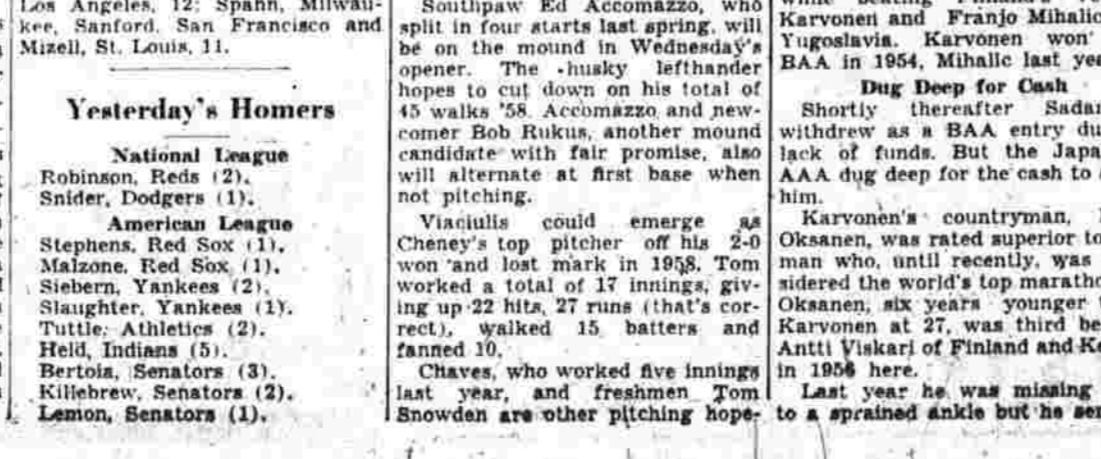 Los Angeles, 12; Spahn, Milwau-
kee, Sanford, San Francisco and
Mizell, St. Louis, 11.
Yesterday's Homers
National League
Robinson, Reds (2).
Snider, Dodgers (1).
American League
Stephens, Red Sox (1).
Malzone, Red Sox (1).
Siebern, Yankees (2).
Slaughter, Yankees (1).
Tuttle, Athletics (2).
Held, Indians (5).
Bertoia, Senators (3).
Killebrew, Senators (2).
Lemon, Senators (1).
Southpaw Ed Accomazzo, who
split in four starts last spring, will
be on the mound in Wednesday's
opener. The husky lefthander
hopes to cut down on his total of
45 walks '58. Accomazzo and new-
comer Bob Rukus, another mound
candidate with fair promise, also
will alternate at first base when
not pitching.
Viaciulis could emerge as
Cheney's top pitcher off his 2-0
won and lost mark in 1958. Tom
worked a total of 17 innings, giv-
ing up 22 hits, 27 runs (that's cor-
rect), walked 15 batters and
fanned 10.
Chaves, who worked five innings
last year, and freshmen Tom
Snowden are other pitching hope-
Karvonen and Franjo Mihalic
Yugoslavia. Karvonen won
BAA in 1954, Mihalic last yea
Dug Deep for Cash
Shortly thereafter Sadan
withdrew as a BAA entry du
lack of funds. But the Japa
AAA dug deep for the cash to
him.
Karvonen's countryman,
Oksanen, was rated superior to
man who, until recently, was
sidered the world's top maratho
Oksanen, six years younger
Karvonen at 27, was third be
Antti Viskari of Finland and Ke
in 1956 here.
Last year he was missing
to a sprained ankle but he ser